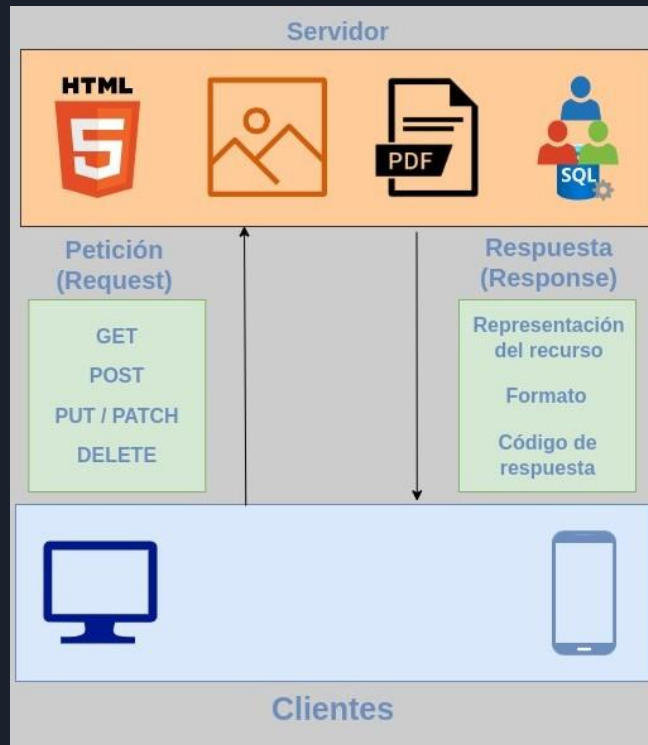 Servidor
HTML
5
PDF
SQL
Petición
(Request)
Respuesta
(Response)
GET
POST
PUT / PATCH
DELETE
Representación
del recurso
Formato
Código de
respuesta
Clientes